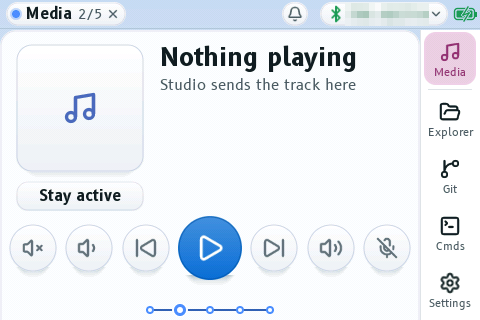 Media 2/5
Nothing playing
Studio sends the track here
Stay active
Media
Explorer
Git
Cmds
Settings